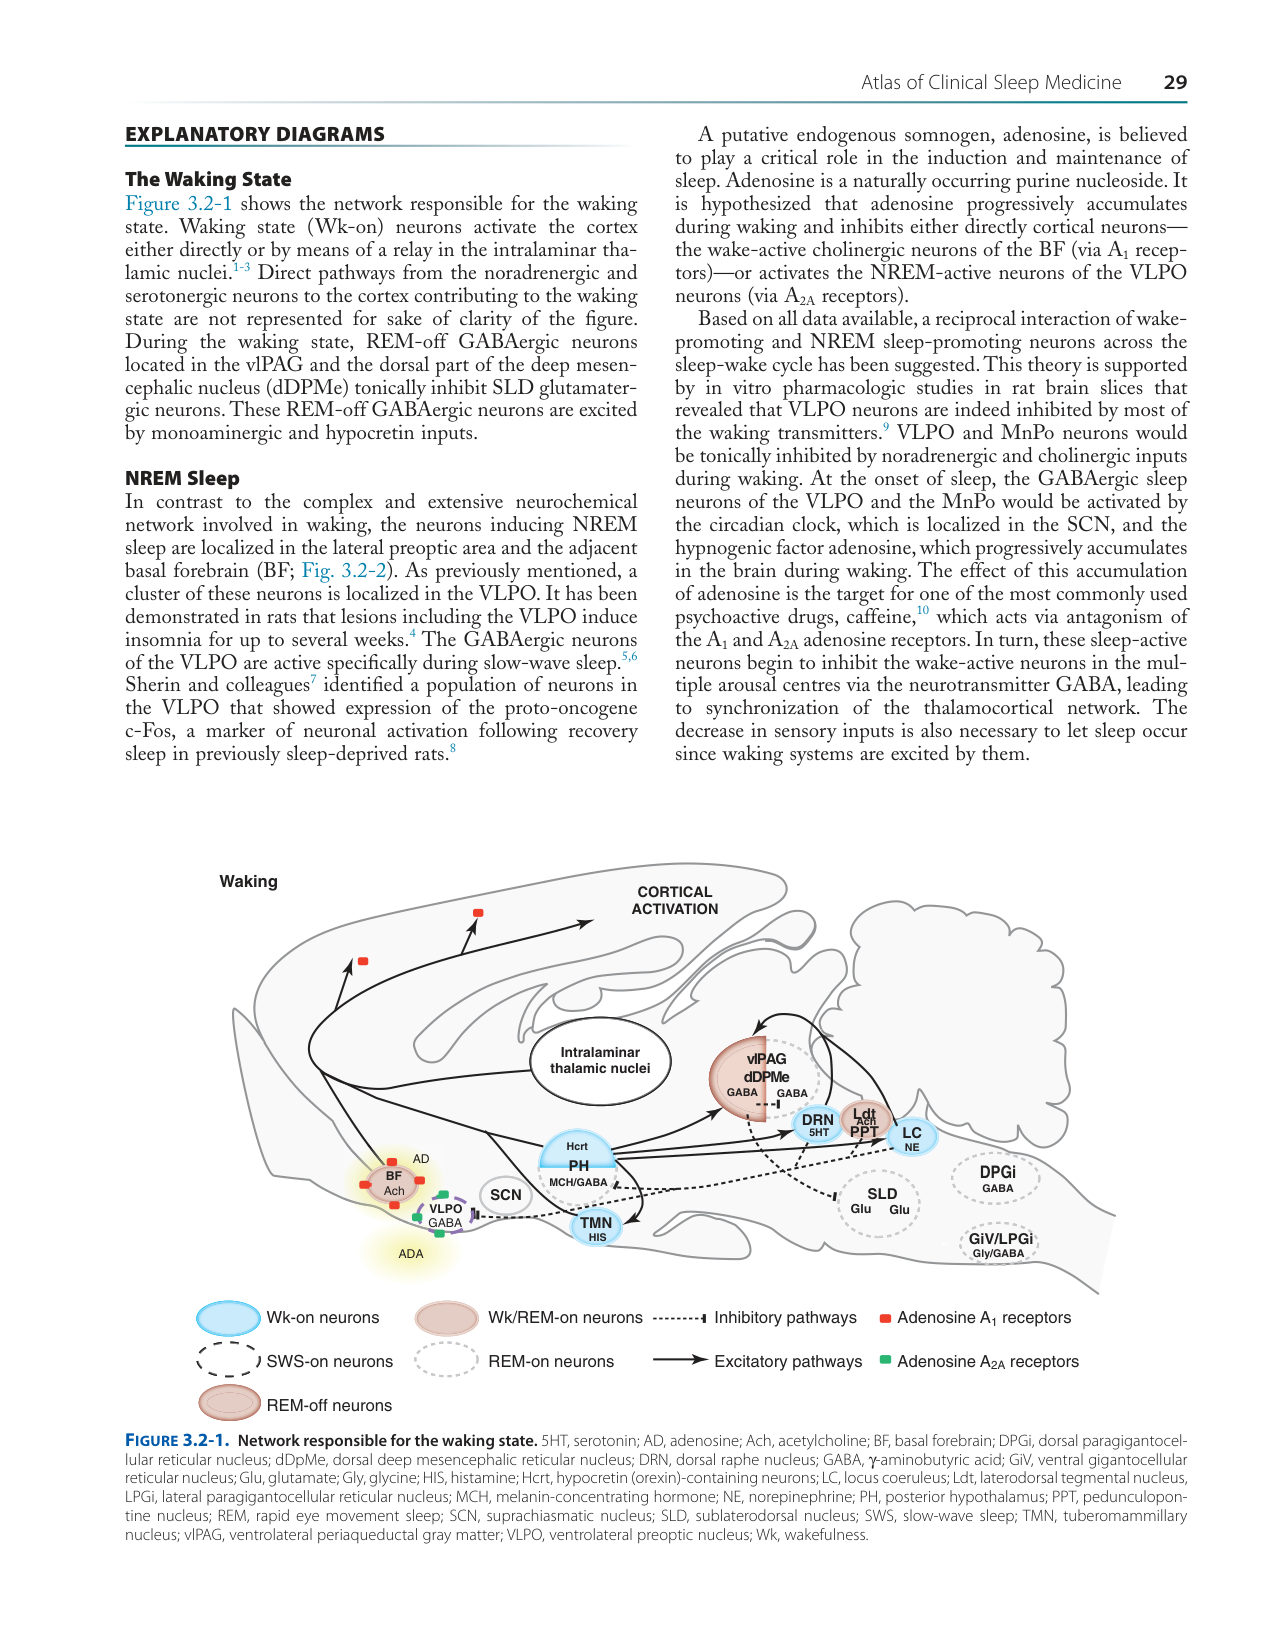 Atlas of Clinical Sleep Medicine 29
EXPLANATORY DIAGRAMS
The Waking State
Figure 3.2-1 shows the network responsible for the waking
state. Waking state (Wk-on) neurons activate the cortex
either directly or by means of a relay in the intralaminar tha-
lamic nuclei.1-3 Direct pathways from the noradrenergic and
serotonergic neurons to the cortex contributing to the waking
state are not represented for sake of clarity of the figure.
During the waking state, REM-off GABAergic neurons
located in the vlPAG and the dorsal part of the deep mesen-
cephalic nucleus (dDPMe) tonically inhibit SLD glutamater-
gic neurons. These REM-off GABAergic neurons are excited
by monoaminergic and hypocretin inputs.
NREM Sleep
In contrast to the complex and extensive neurochemical
network involved in waking, the neurons inducing NREM
sleep are localized in the lateral preoptic area and the adjacent
basal forebrain (BF; Fig. 3.2-2). As previously mentioned, a
cluster of these neurons is localized in the VLPO. It has been
demonstrated in rats that lesions including the VLPO induce
insomnia for up to several weeks.4 The GABAergic neurons
of the VLPO are active specifically during slow-wave sleep.5,6
Sherin and colleagues7 identified a population of neurons in
the VLPO that showed expression of the proto-oncogene
c-Fos, a marker of neuronal activation following recovery
sleep in previously sleep-deprived rats.8
A putative endogenous somnogen, adenosine, is believed
to play a critical role in the induction and maintenance of
sleep. Adenosine is a naturally occurring purine nucleoside. It
is hypothesized that adenosine progressively accumulates
during waking and inhibits either directly cortical neurons—
the wake-active cholinergic neurons of the BF (via A1 recep-
tors)—or activates the NREM-active neurons of the VLPO
neurons (via A2A receptors).
Based on all data available, a reciprocal interaction of wake-
promoting and NREM sleep-promoting neurons across the
sleep-wake cycle has been suggested. This theory is supported
by in vitro pharmacologic studies in rat brain slices that
revealed that VLPO neurons are indeed inhibited by most of
the waking transmitters.9 VLPO and MnPo neurons would
be tonically inhibited by noradrenergic and cholinergic inputs
during waking. At the onset of sleep, the GABAergic sleep
neurons of the VLPO and the MnPo would be activated by
the circadian clock, which is localized in the SCN, and the
hypnogenic factor adenosine, which progressively accumulates
in the brain during waking. The effect of this accumulation
of adenosine is the target for one of the most commonly used
psychoactive drugs, caffeine,10 which acts via antagonism of
the A1 and A2A adenosine receptors. In turn, these sleep-active
neurons begin to inhibit the wake-active neurons in the mul-
tiple arousal centres via the neurotransmitter GABA, leading
to synchronization of the thalamocortical network. The
decrease in sensory inputs is also necessary to let sleep occur
since waking systems are excited by them.
Waking
CORTICAL
ACTIVATION
Intralaminar
thalamic nuclei
vlPAG
dDPMe
GABA GABA
DRN
5HT
Ldt
Ach
PPT
LC
NE
Hcrt
PH
MCH/GABA
AD
BF
Ach
SCN
VLPO
GABA
TMN
HIS
ADA
SLD
Glu Glu
DPGi
GABA
GiV/LPGi
Gly/GABA
Wk-on neurons Wk/REM-on neurons Inhibitory pathways Adenosine A1 receptors
SWS-on neurons REM-on neurons Excitatory pathways Adenosine A2A receptors
REM-off neurons
FIGURE 3.2-1. Network responsible for the waking state. 5HT, serotonin; AD, adenosine; Ach, acetylcholine; BF, basal forebrain; DPGi, dorsal paragigantocel-
lular reticular nucleus; dDpMe, dorsal deep mesencephalic reticular nucleus; DRN, dorsal raphe nucleus; GABA, γ-aminobutyric acid; GiV, ventral gigantocellular
reticular nucleus; Glu, glutamate; Gly, glycine; HIS, histamine; Hcrt, hypocretin (orexin)-containing neurons; LC, locus coeruleus; Ldt, laterodorsal tegmental nucleus,
LPGi, lateral paragigantocellular reticular nucleus; MCH, melanin-concentrating hormone; NE, norepinephrine; PH, posterior hypothalamus; PPT, pedunculopon-
tine nucleus; REM, rapid eye movement sleep; SCN, suprachiasmatic nucleus; SLD, sublaterodorsal nucleus; SWS, slow-wave sleep; TMN, tuberomammillary
nucleus; vlPAG, ventrolateral periaqueductal gray matter; VLPO, ventrolateral preoptic nucleus; Wk, wakefulness.